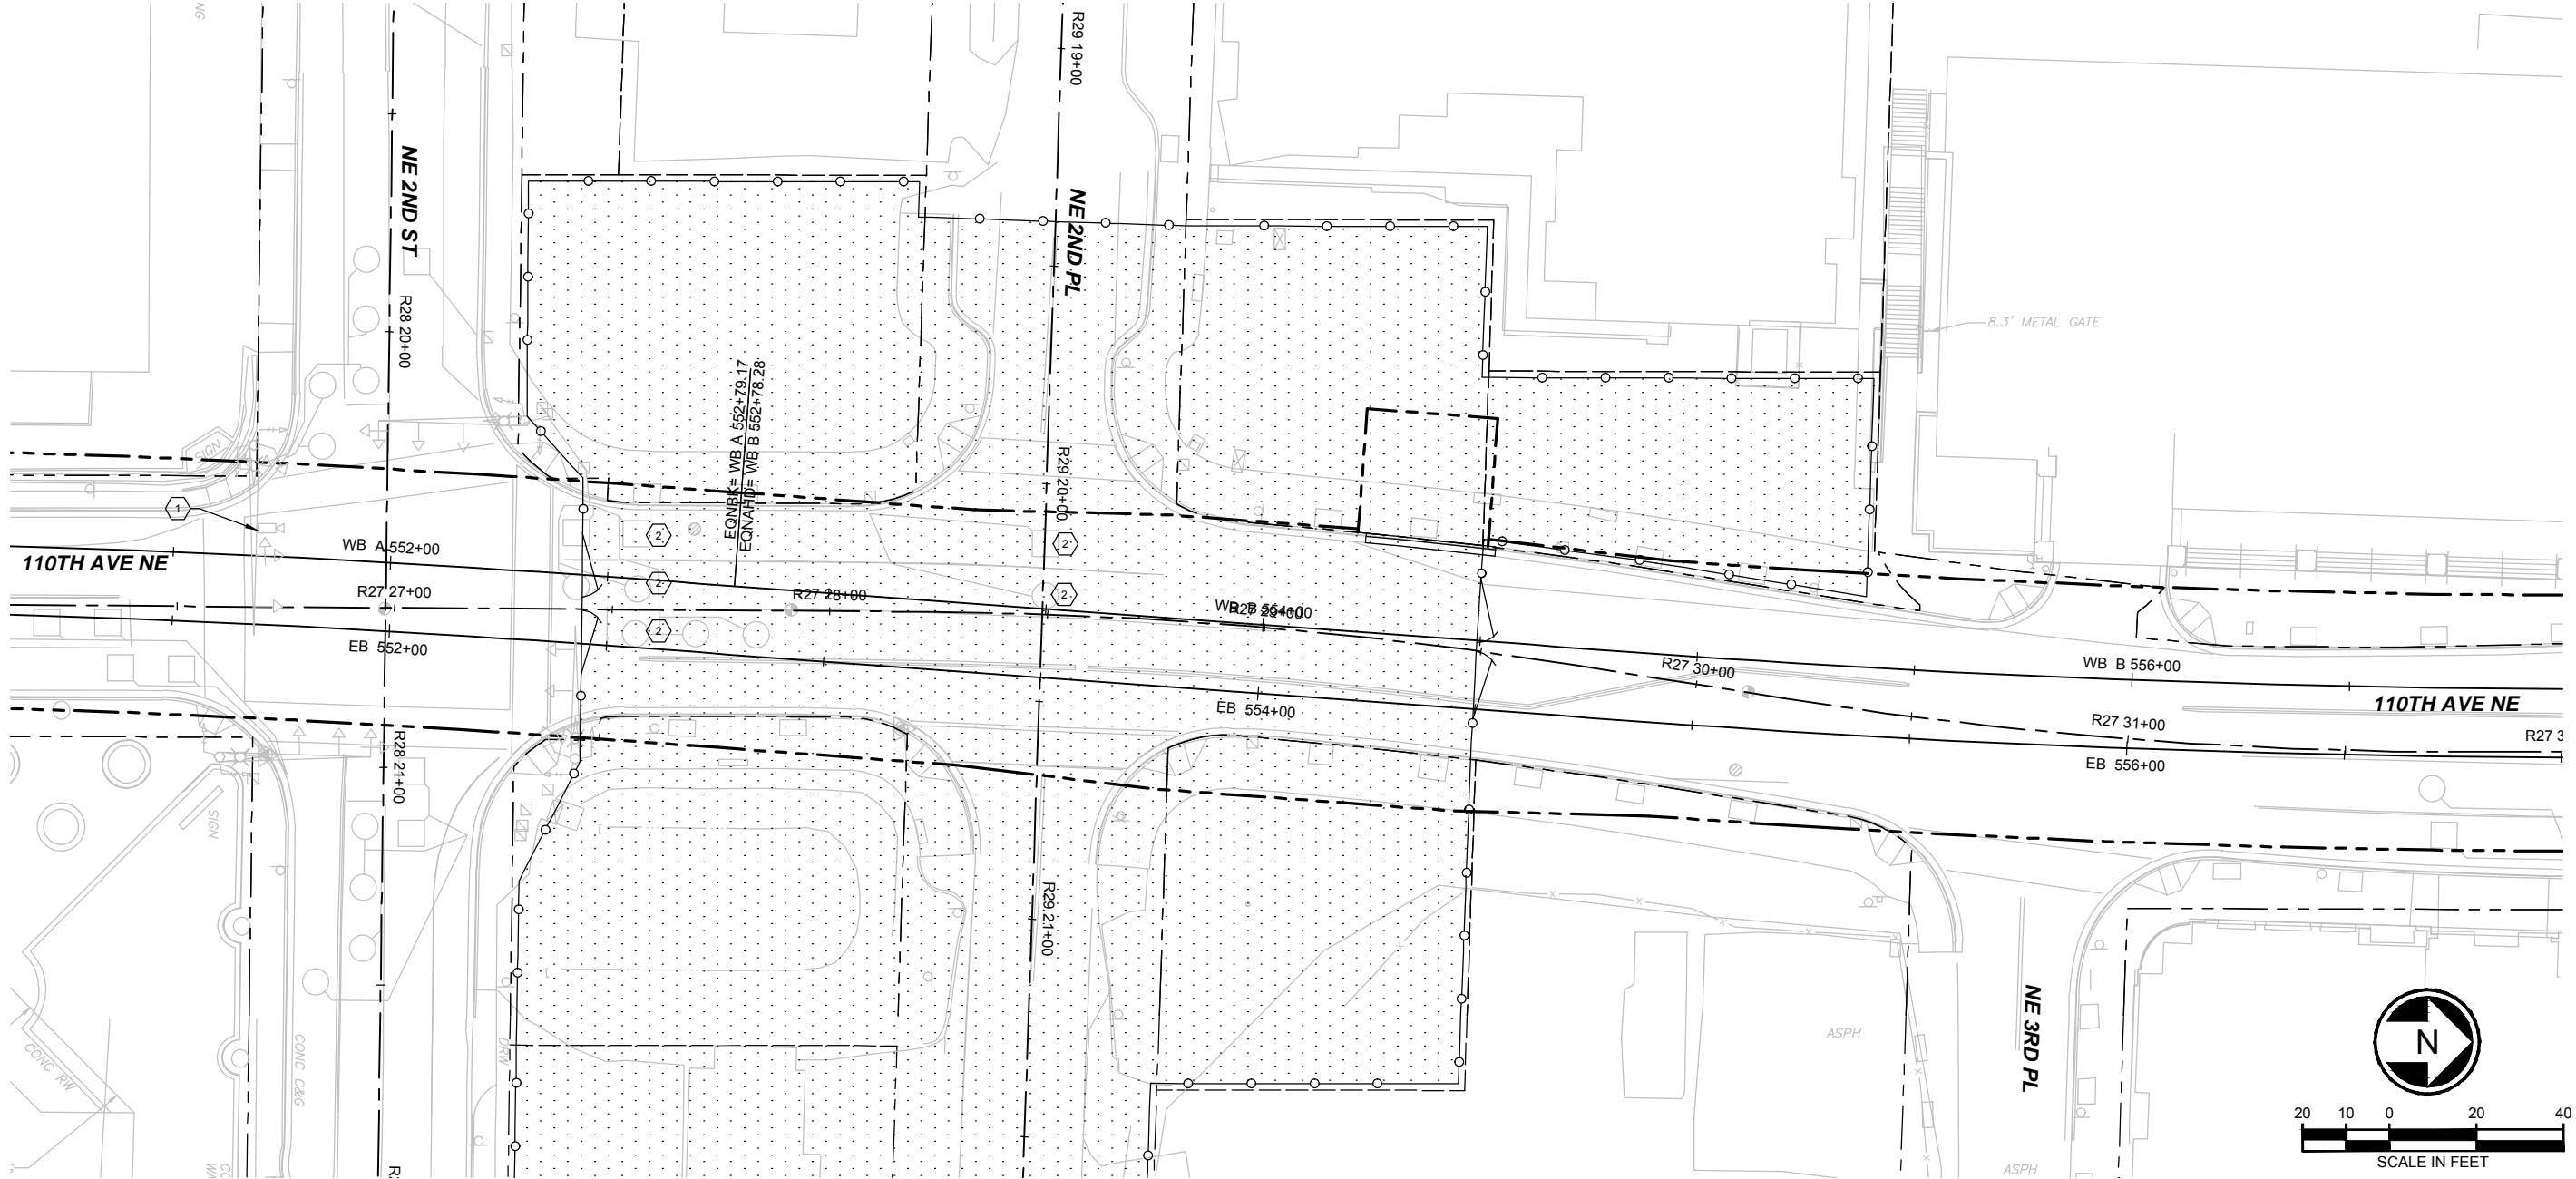 NG
R29 19+00
NE 2ND ST
NE 2ND PL
R28 20+00
8.3' METAL GATE
EQNBK= WB A 552+79.17
EQNAHD= WB B 552+78.28
SIGN
R29 20+00
1
2
2
WB A 552+00
110TH AVE NE
2
2
R27 27+00
R27 28+00
WB B 554+00
R27 29+00
2
EB 552+00
R27 30+00
WB B 556+00
EB 554+00
110TH AVE NE
R27 31+00
R27 3
EB 556+00
R28 21+00
SIGN
R29 21+00
NE 3RD PL
CONC RW
CONC C&G
DRW
ASPH
N
20 10 0 20 40
SCALE IN FEET
ASPH